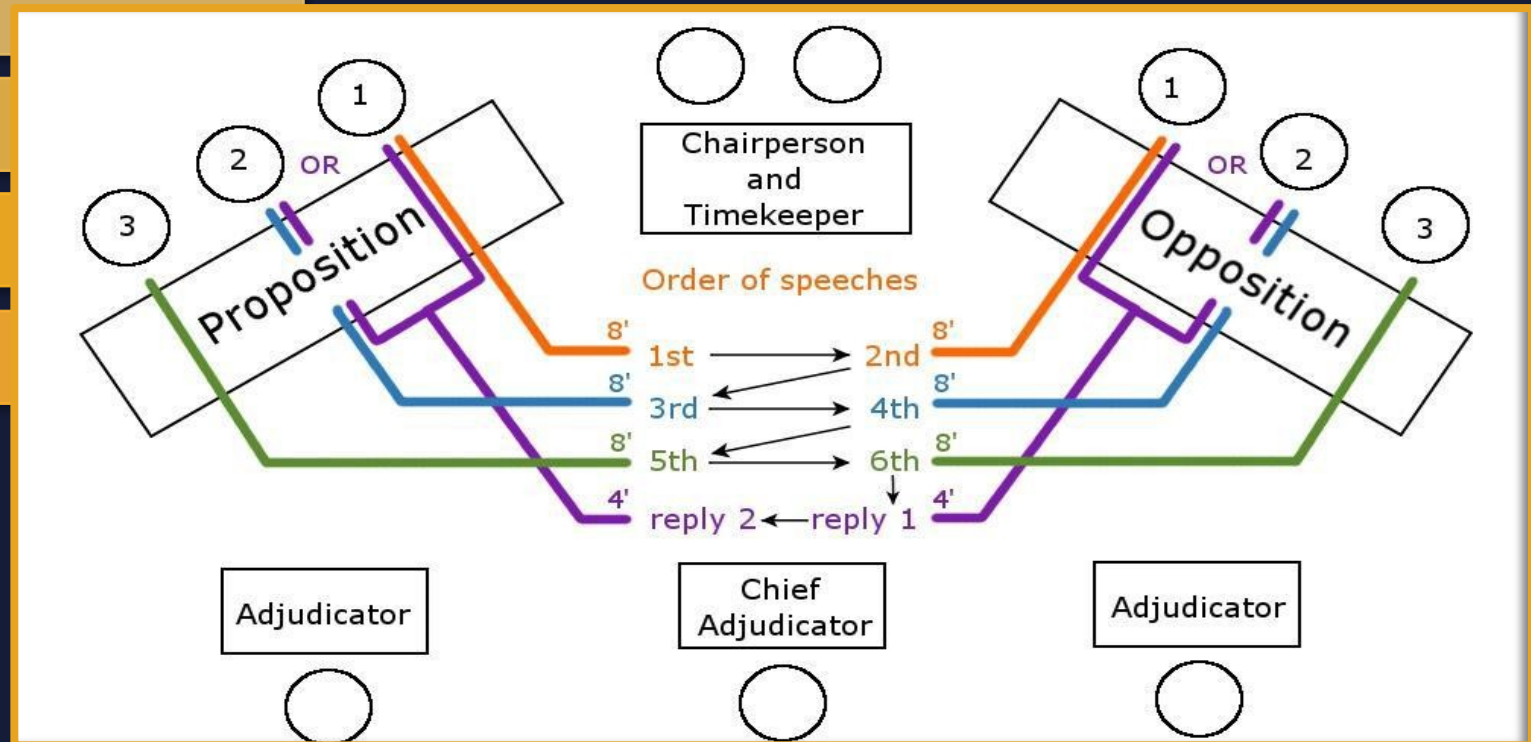 1
1
2
OR
OR
2
3
3
Chairperson
and
Timekeeper
Proposition
Opposition
Order of speeches
8'
8'
1st
2nd
8'
8'
3rd
4th
8'
8'
5th
6th
4'
4'
reply 2
reply 1
Adjudicator
Chief
Adjudicator
Adjudicator